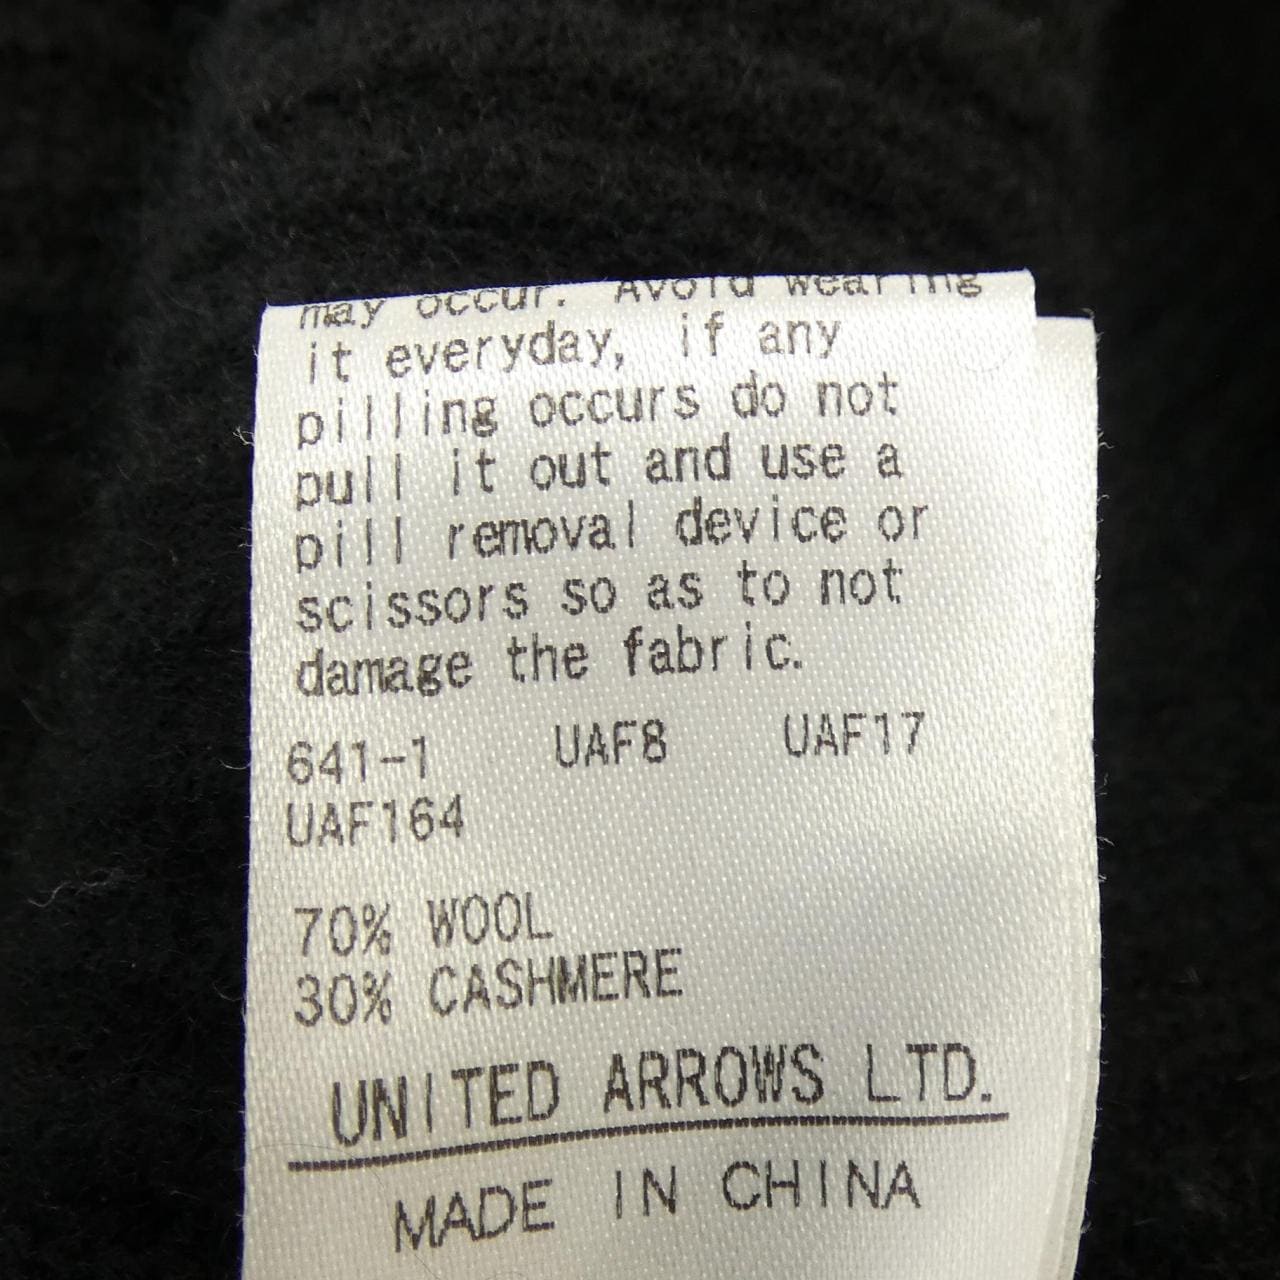 may occur. Avoid wearing
it everyday, if any
pilling occurs do not
pull it out and use a
pill removal device or
scissors so as to not
damage the fabric.
641-1 UAF8 UAF17
UAF164
70% WOOL
30% CASHMERE
UNITED ARROWS LTD.
MADE IN CHINA